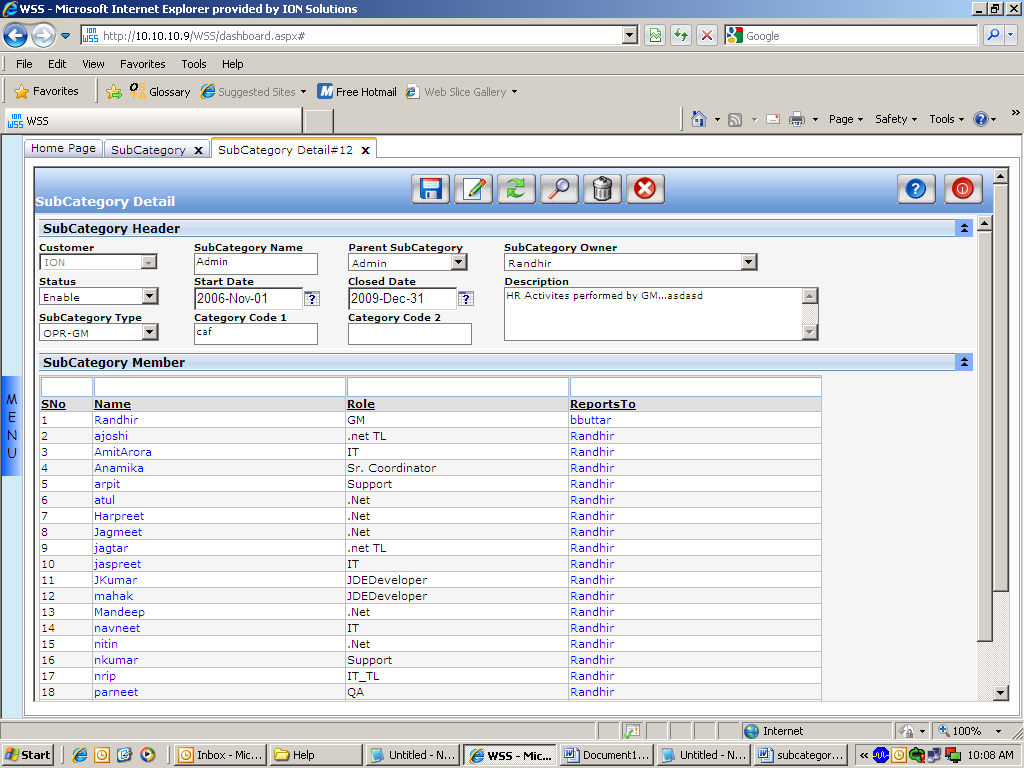 WSS - Microsoft Internet Explorer provided by ION Solutions
http://10.10.10.9/WSS/dashboard.aspx#
Google
File Edit View Favorites Tools Help
Favorites Glossary Suggested Sites Free Hotmail Web Slice Gallery
ION WSS WSS Page Safety Tools »
Home Page SubCategory X SubCategory Detail#12 X
SubCategory Detail
SubCategory Header
Customer SubCategory Name Parent SubCategory SubCategory Owner
ION Admin Admin Randhir
Status Start Date Closed Date Description
Enable 2006-Nov-01 2009-Dec-31 HR Activites performed by GM...asdasd
SubCategory Type Category Code 1 Category Code 2
OPR-GM caf
SubCategory Member
MENU
SNo Name Role ReportsTo
1 Randhir GM bbuttar
2 ajoshi .net TL Randhir
3 AmitArora IT Randhir
4 Anamika Sr. Coordinator Randhir
5 arpit Support Randhir
6 atul .Net Randhir
7 Harpreet .Net Randhir
8 Jagmeet .Net Randhir
9 jagtar .net TL Randhir
10 jaspreet IT Randhir
11 JKumar JDEDeveloper Randhir
12 mahak JDEDeveloper Randhir
13 Mandeep .Net Randhir
14 navneet IT Randhir
15 nitin .Net Randhir
16 nkumar Support Randhir
17 nrip IT_TL Randhir
18 parneet QA Randhir
Internet 100%
Start Inbox - Mic... Help Untitled - N... WSS - Mic... Document1... Untitled - N... subcategor... « 10:08 AM